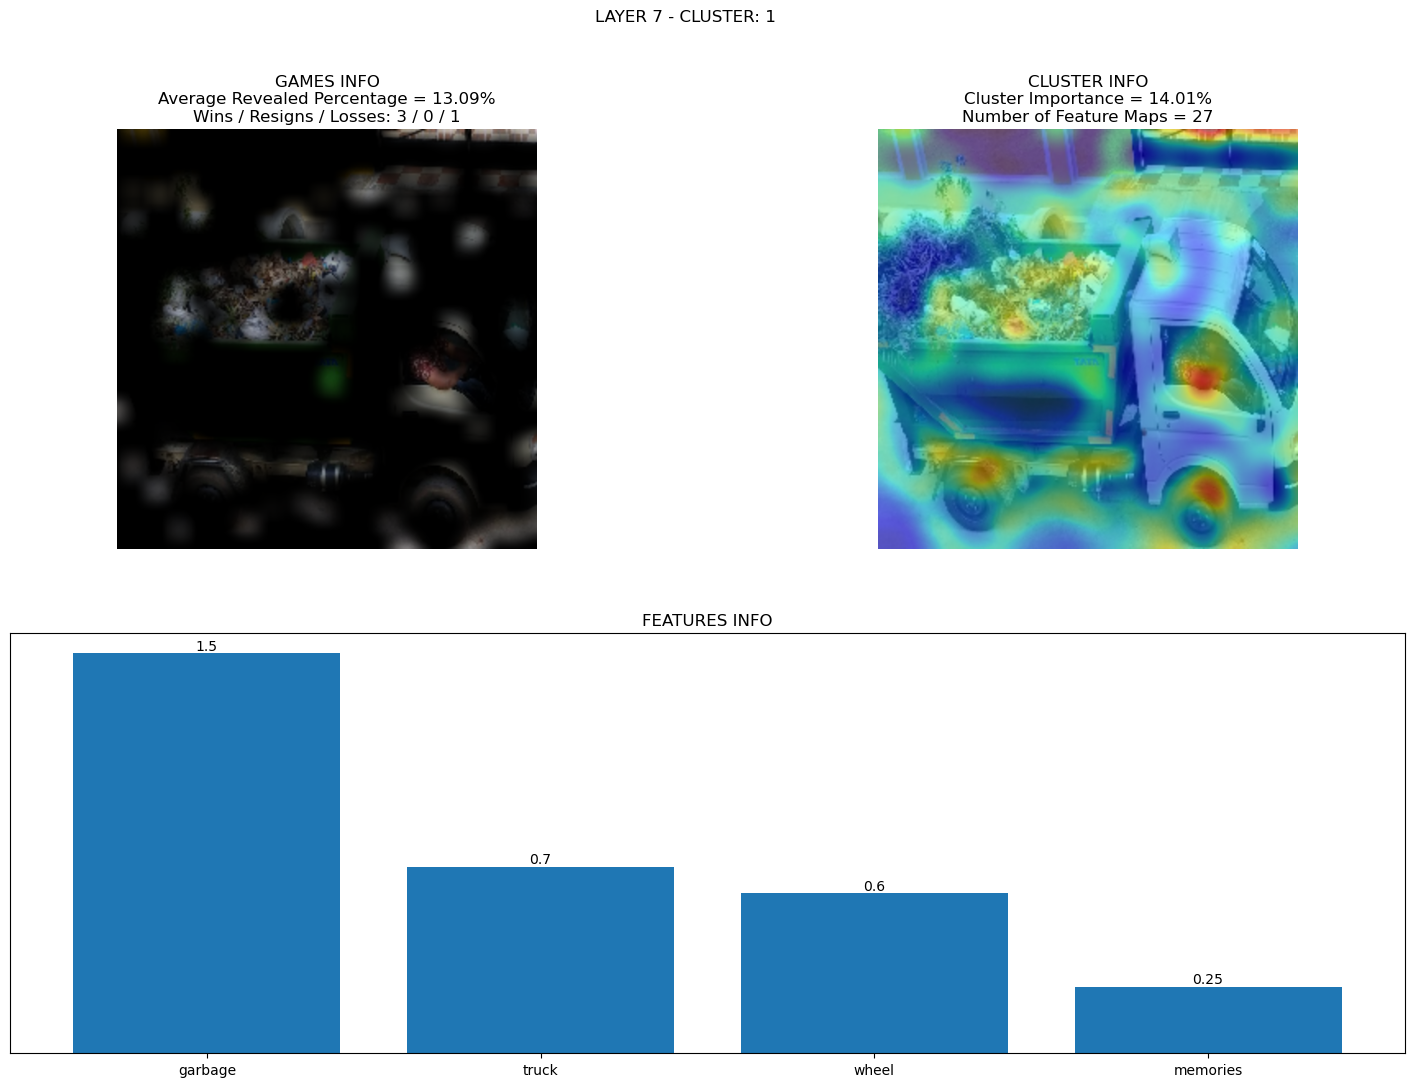 LAYER 7 - CLUSTER: 1
GAMES INFO
Average Revealed Percentage = 13.09%
Wins / Resigns / Losses: 3 / 0 / 1
CLUSTER INFO
Cluster Importance = 14.01%
Number of Feature Maps = 27
FEATURES INFO
1.5
0.7
0.6
0.25
garbage
truck
wheel
memories